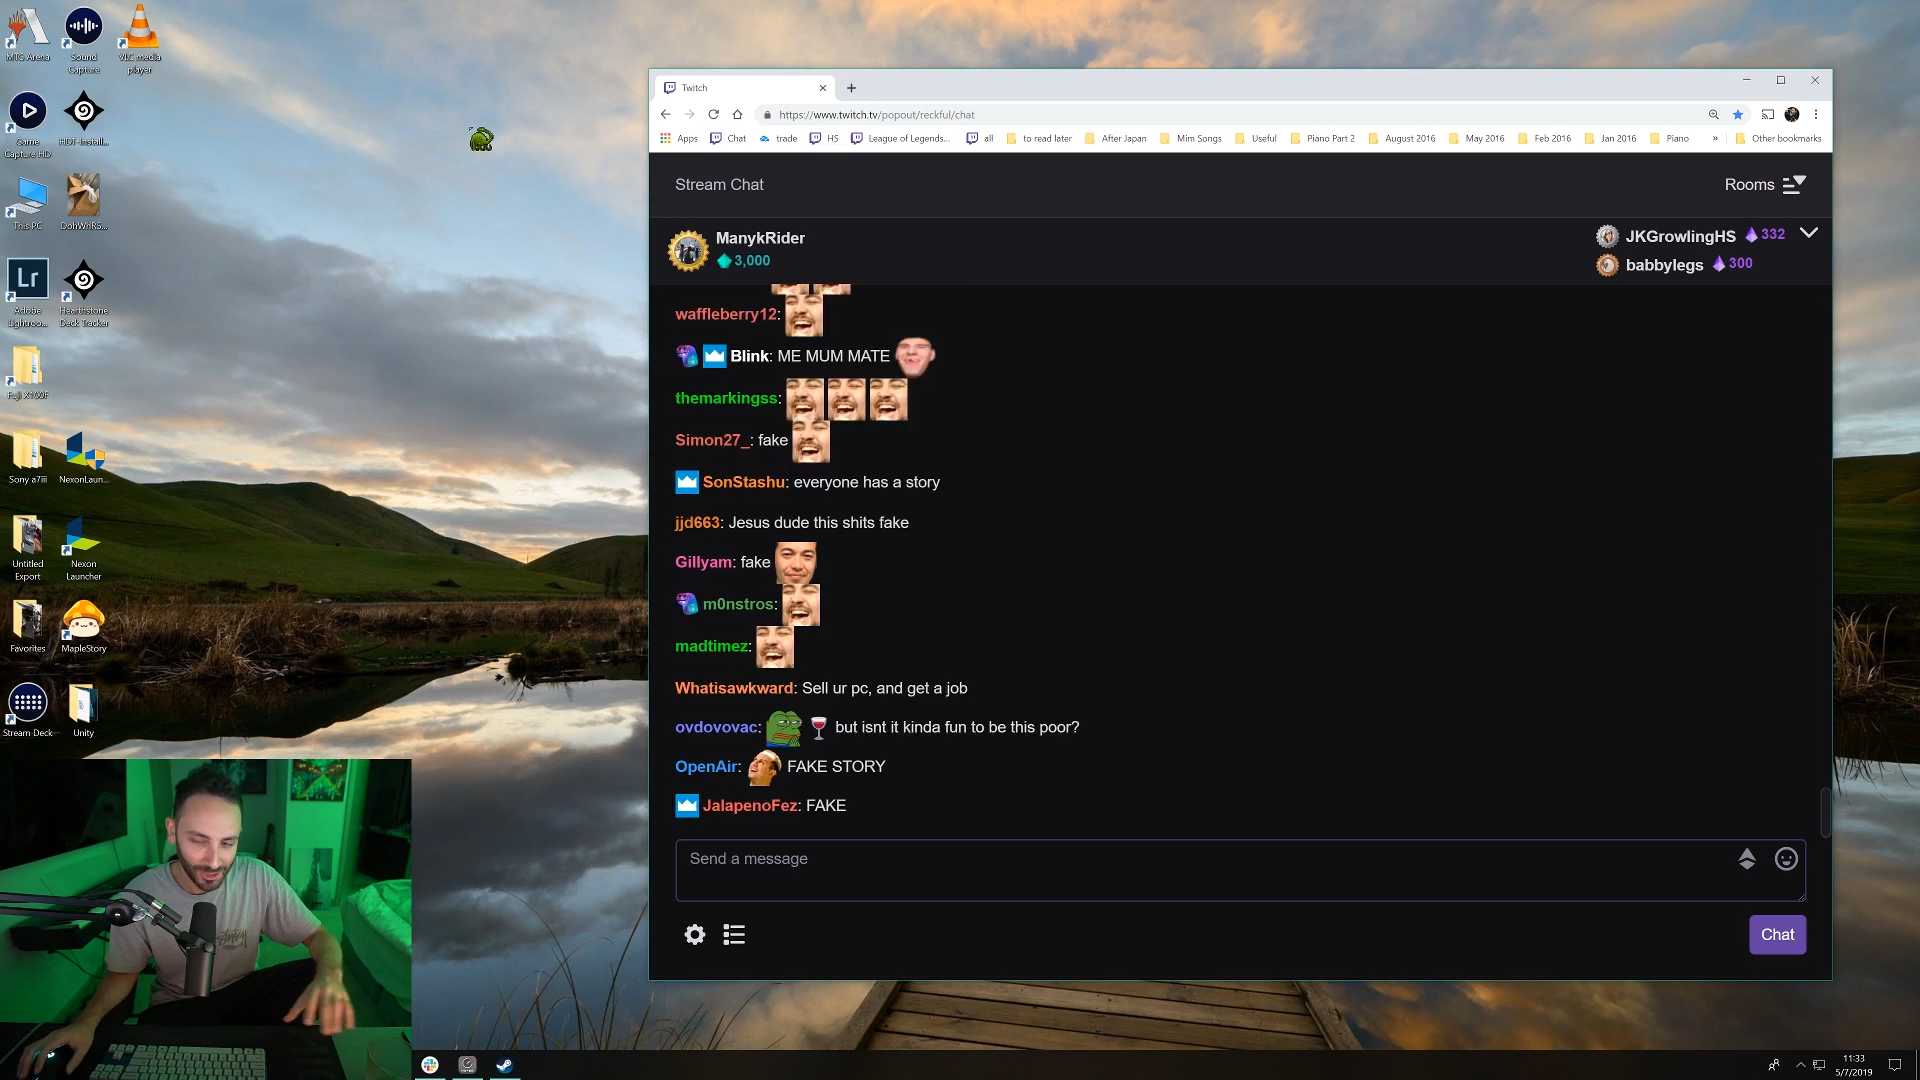 MTG Arena
Sound Capture
VLC media player
Game Capture HD
HDT-Install...
This PC
DohWhR5...
Lr
Adobe Lightroo...
Hearthstone Deck Tracker
Fuji X100F
Sony a7iii
NexonLaun...
Untitled Export
Nexon Launcher
Favorites
MapleStory
Stream Deck
Unity
Twitch
https://www.twitch.tv/popout/reckful/chat
Apps Chat trade HS League of Legends... all to read later After Japan Mim Songs Useful Piano Part 2 August 2016 May 2016 Feb 2016 Jan 2016 Piano » Other bookmarks
Stream Chat
Rooms
ManykRider
3,000
JKGrowlingHS 332
babbylegs 300
waffleberry12:
Blink: ME MUM MATE
themarkingss:
Simon27_: fake
SonStashu: everyone has a story
jjd663: Jesus dude this shits fake
Gillyam: fake
m0nstros:
madtimez:
Whatisawkward: Sell ur pc, and get a job
ovdovovac: but isnt it kinda fun to be this poor?
OpenAir: FAKE STORY
JalapenoFez: FAKE
Send a message
Chat
11:33
5/7/2019